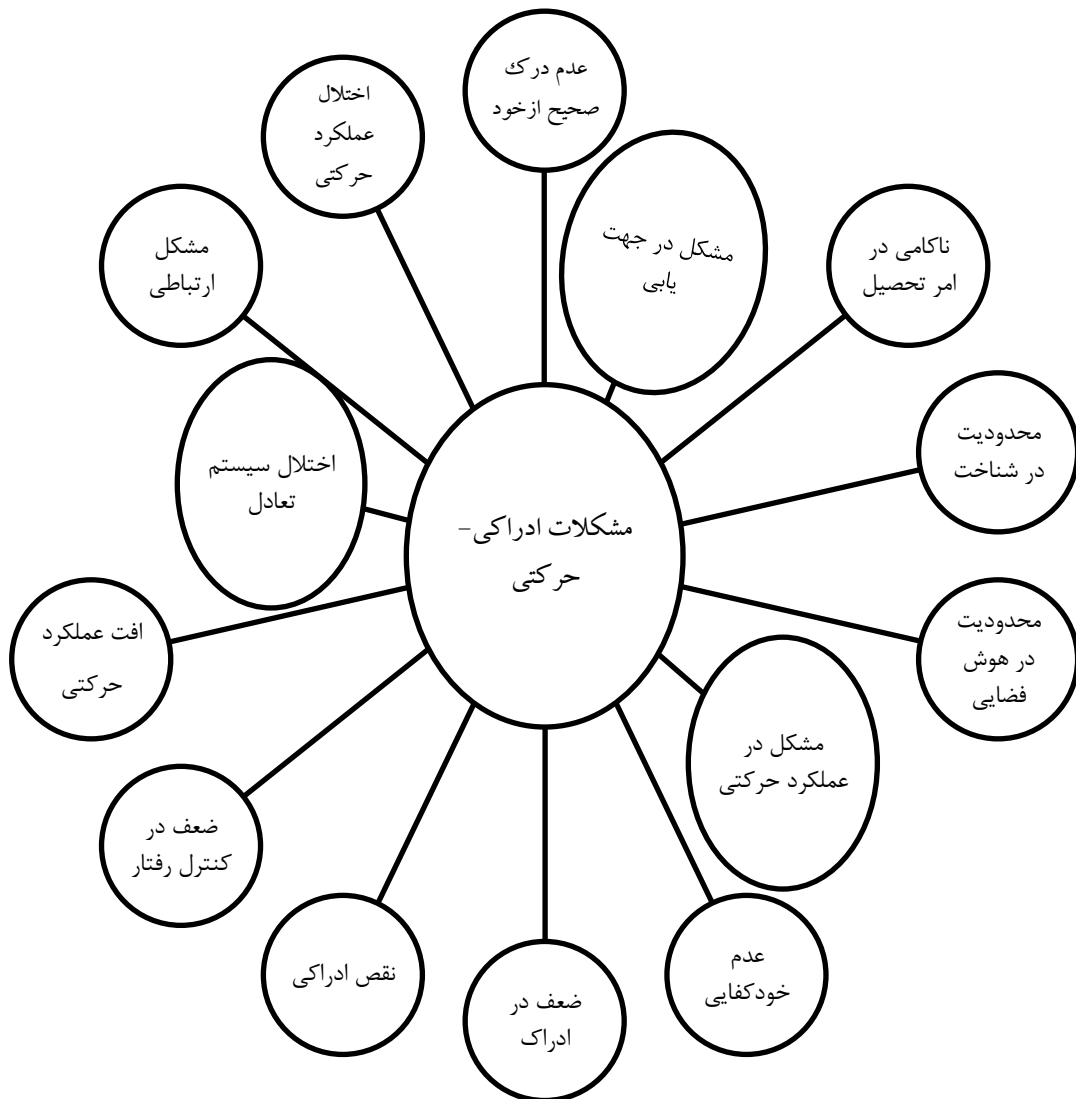 عدم درک
صحیح ازخود
مشکل در جهت
یابی
ناکامی در
امر تحصیل
محدودیت
در شناخت
محدودیت
در هوش
فضایی
مشکل در
عملکرد حرکتی
عدم
خودکفایی
ضعف در
ادراک
نقص ادراکی
ضعف در
کنترل رفتار
افت عملکرد
حرکتی
اختلال سیستم
تعادل
مشکل
ارتباطی
اختلال
عملکرد
حرکتی
مشکلات ادراکی-
حرکتی